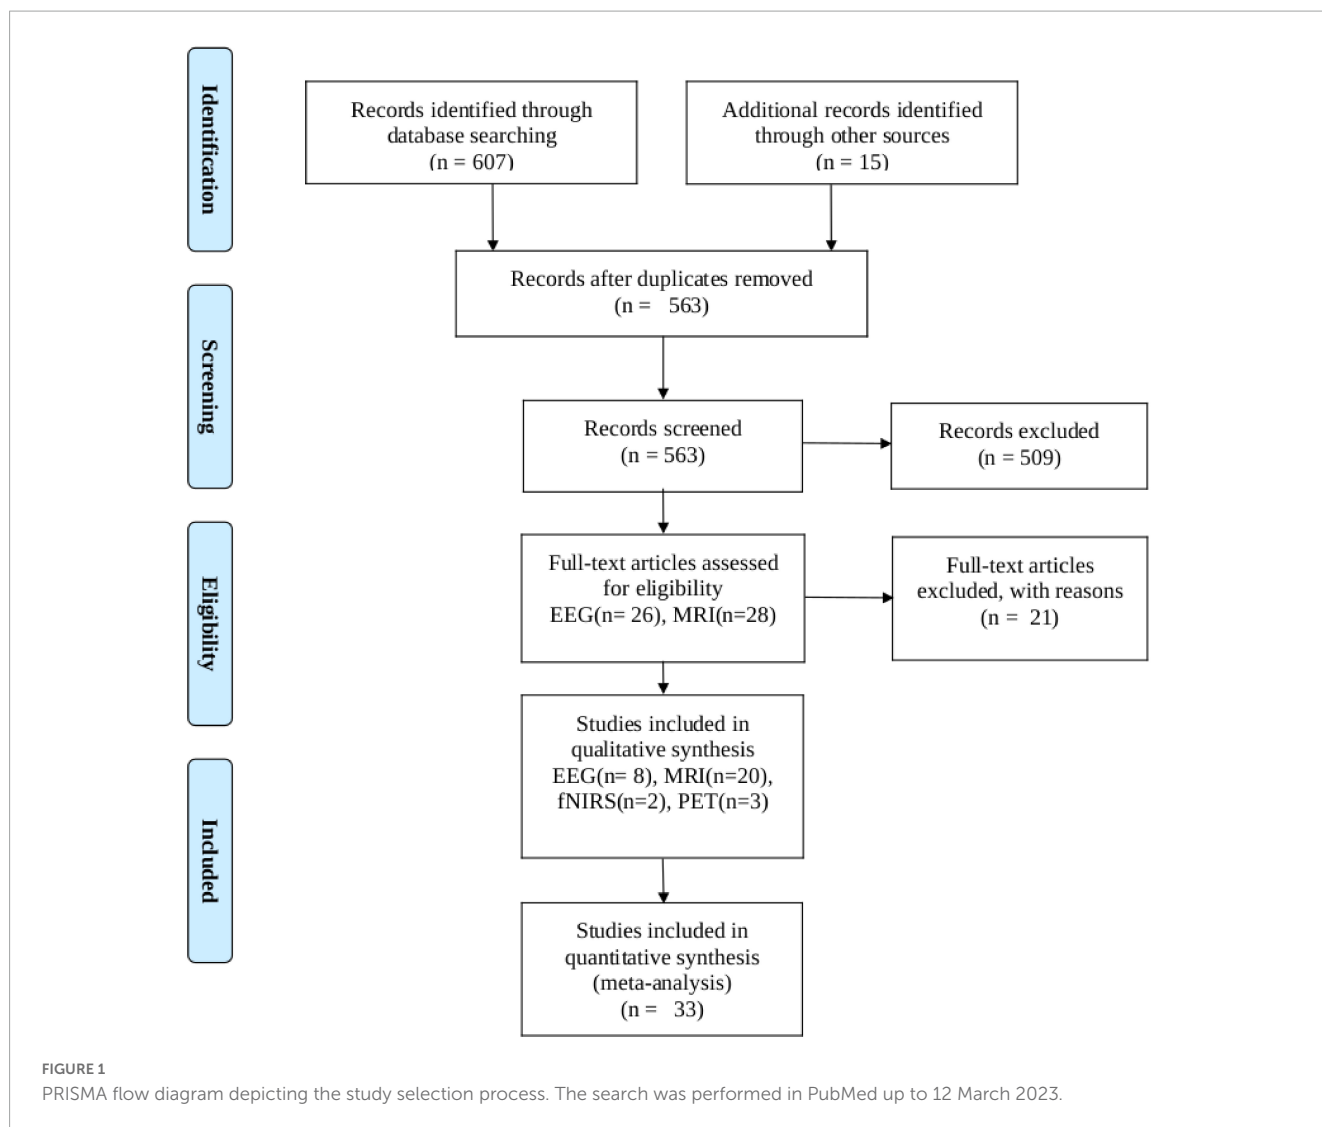 Identification
Records identified through
database searching
(n = 607)
Additional records identified
through other sources
(n = 15)
Records after duplicates removed
(n = 563)
Screening
Records screened
(n = 563)
Records excluded
(n = 509)
Eligibility
Full-text articles assessed
for eligibility
EEG(n= 26), MRI(n=28)
Full-text articles
excluded, with reasons
(n = 21)
Studies included in
qualitative synthesis
EEG(n= 8), MRI(n=20),
fNIRS(n=2), PET(n=3)
Included
Studies included in
quantitative synthesis
(meta-analysis)
(n = 33)
FIGURE 1
PRISMA flow diagram depicting the study selection process. The search was performed in PubMed up to 12 March 2023.